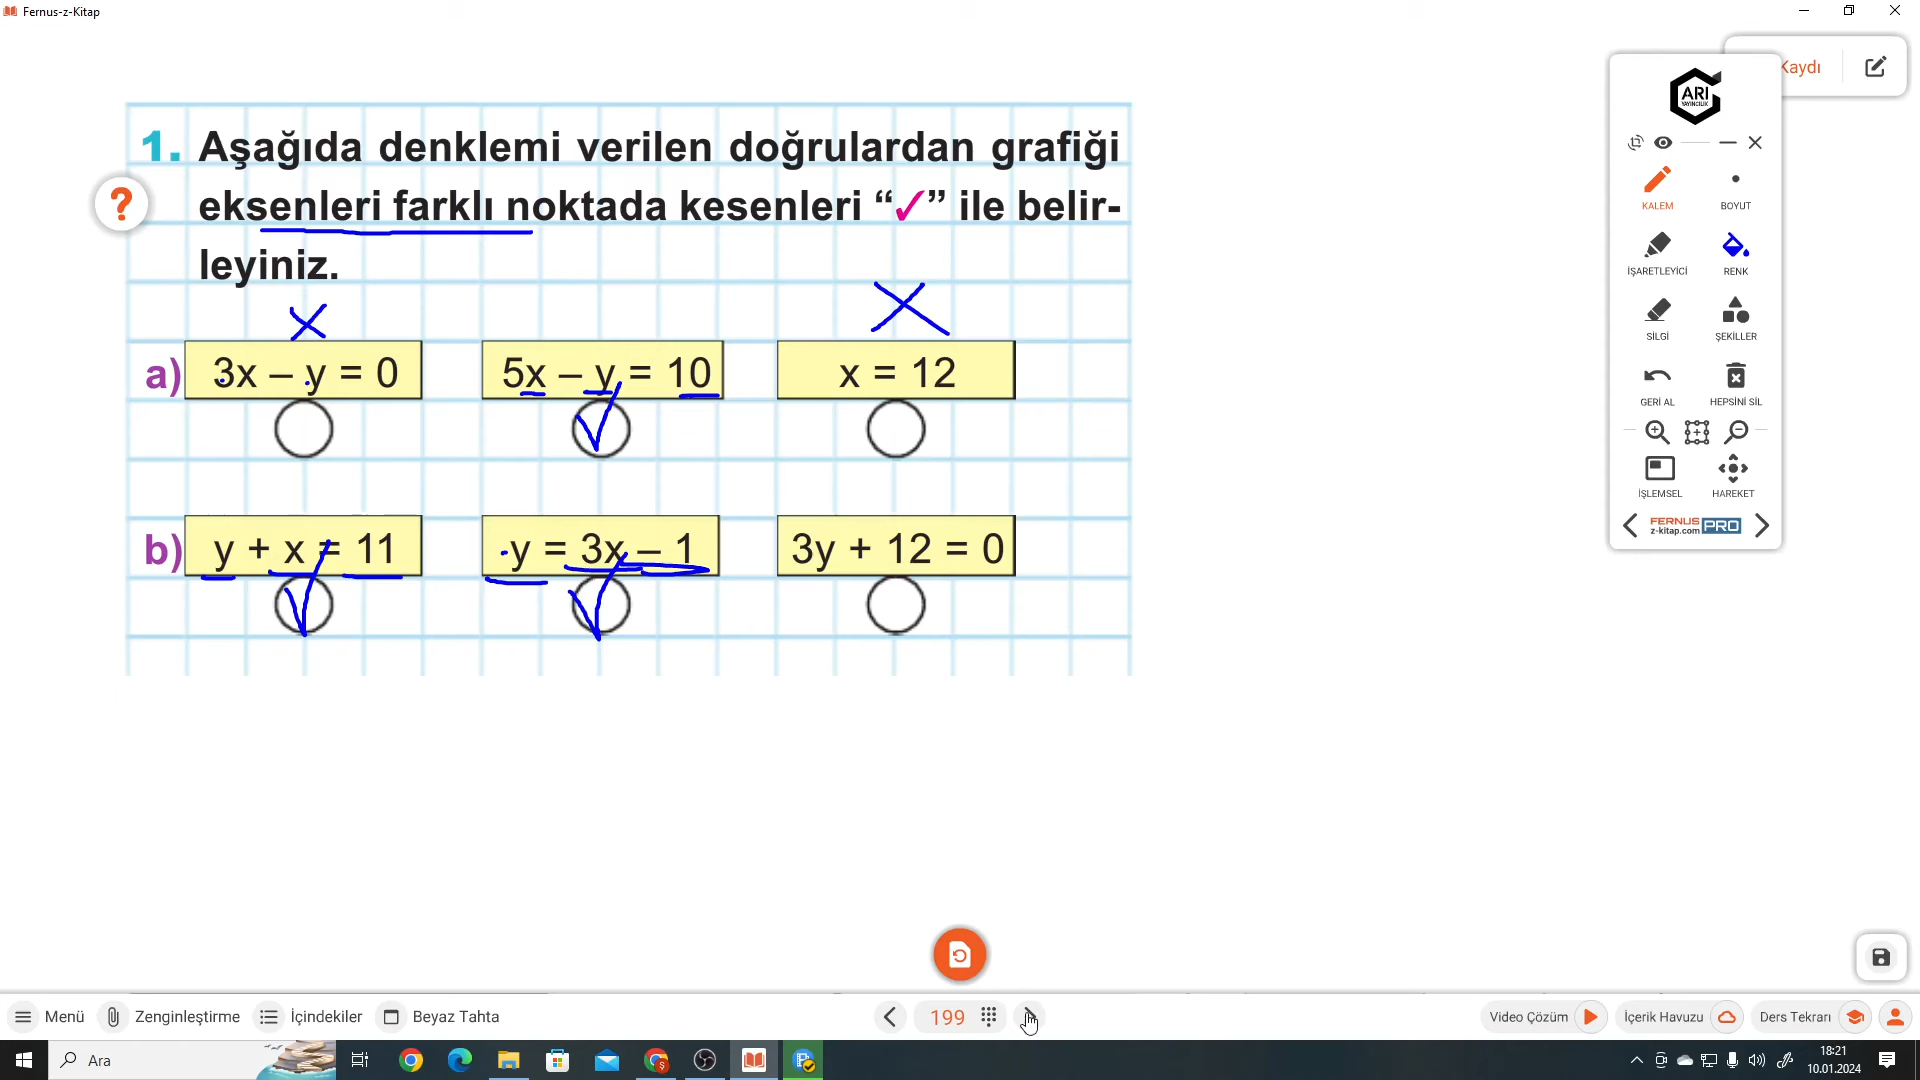 Fernus-z-Kitap
Kaydı
ARI
YAYINCILIK
1. Aşağıda denklemi verilen doğrulardan grafiği
eksenleri farklı noktada kesenleri “✓” ile belir-
leyiniz.
?
a) 3x – y = 0 5x – y = 10 x = 12
b) y + x = 11 y = 3x – 1 3y + 12 = 0
KALEM BOYUT
İŞARETLEYİCİ RENK
SİLGİ ŞEKİLLER
GERİ AL HEPSİNİ SİL
İŞLEMSEL HAREKET
FERNUS PRO
z-kitap.com
Menü Zenginleştirme İçindekiler Beyaz Tahta 199 Video Çözüm İçerik Havuzu Ders Tekrarı
Ara
18:21
10.01.2024